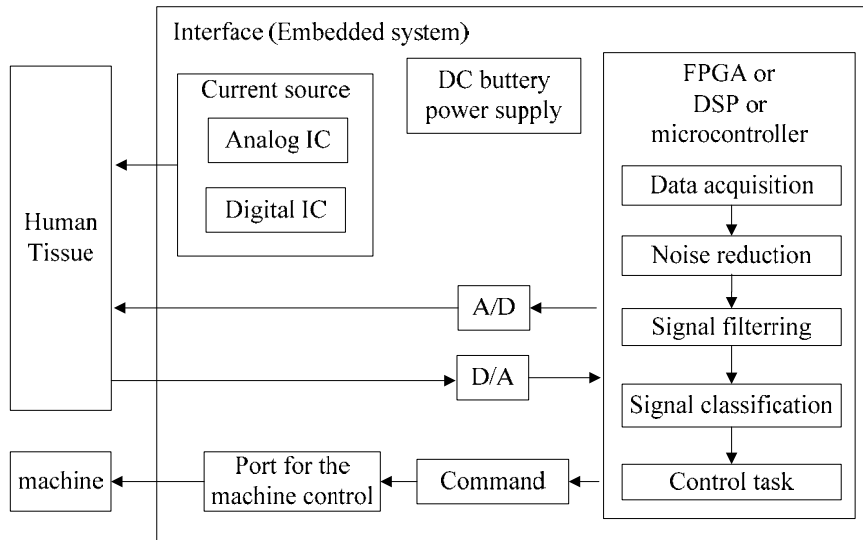 Interface (Embedded system)
Current source
Analog IC
Digital IC
DC buttery
power supply
FPGA or
DSP or
microcontroller
Data acquisition
Noise reduction
Signal filterring
Signal classification
Control task
Human
Tissue
A/D
D/A
machine
Port for the
machine control
Command